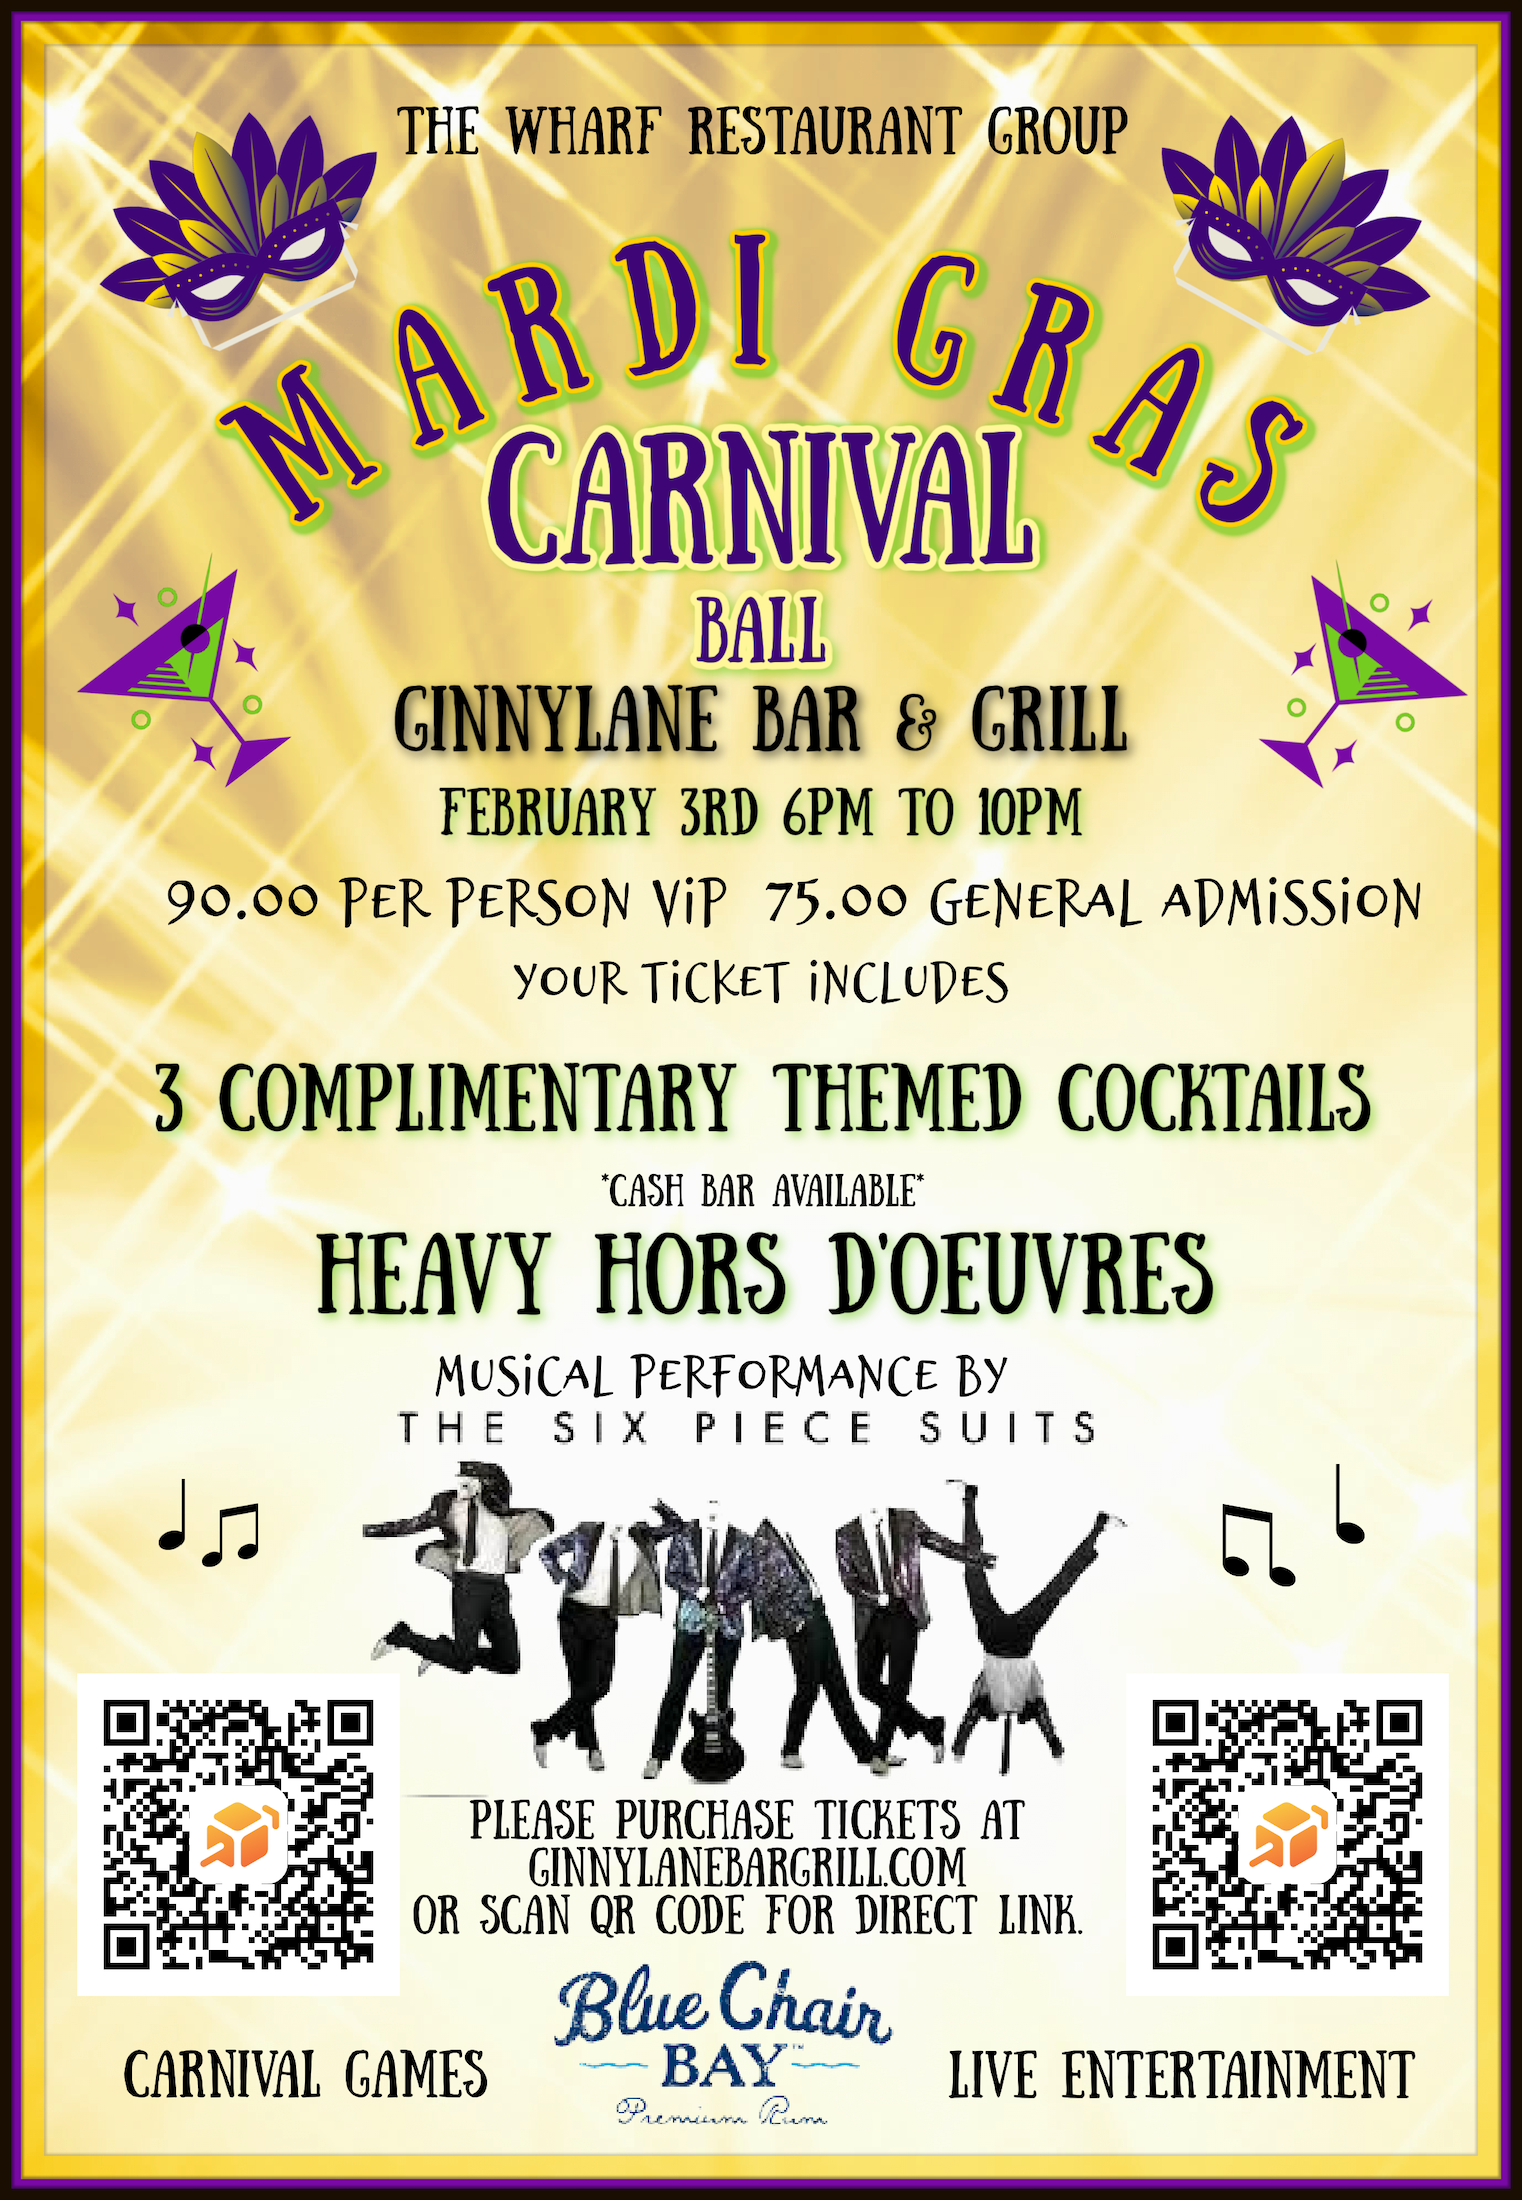 THE WHARF RESTAURANT GROUP
MARDI GRAS
CARNIVAL
BALL
GINNYLANE BAR & GRILL
FEBRUARY 3RD 6PM TO 10PM
90.00 PER PERSON ViP 75.00 GENERAL ADMiSSiON
YOUR TiCKET iNCLUDES
3 COMPLIMENTARY THEMED COCKTAILS
*CASH BAR AVAILABLE*
HEAVY HORS D'OEUVRES
MUSiCAL PERFORMANCE BY
THE SIX PIECE SUITS
PLEASE PURCHASE TICKETS AT
GINNYLANEBARGRILL.COM
OR SCAN QR CODE FOR DIRECT LINK.
Blue Chair
BAY™
Premium Rum
CARNIVAL GAMES
LIVE ENTERTAINMENT